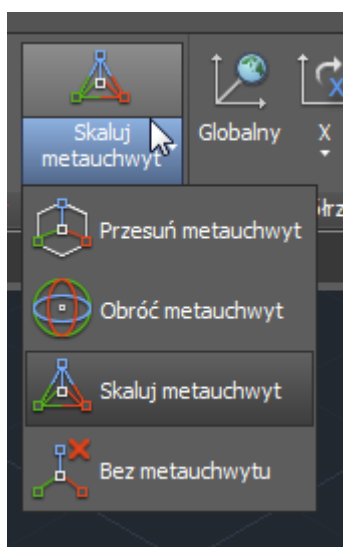 Skaluj
metauchwyt
Globalny
X
Przesuń metauchwyt
Obróć metauchwyt
Skaluj metauchwyt
Bez metauchwytu